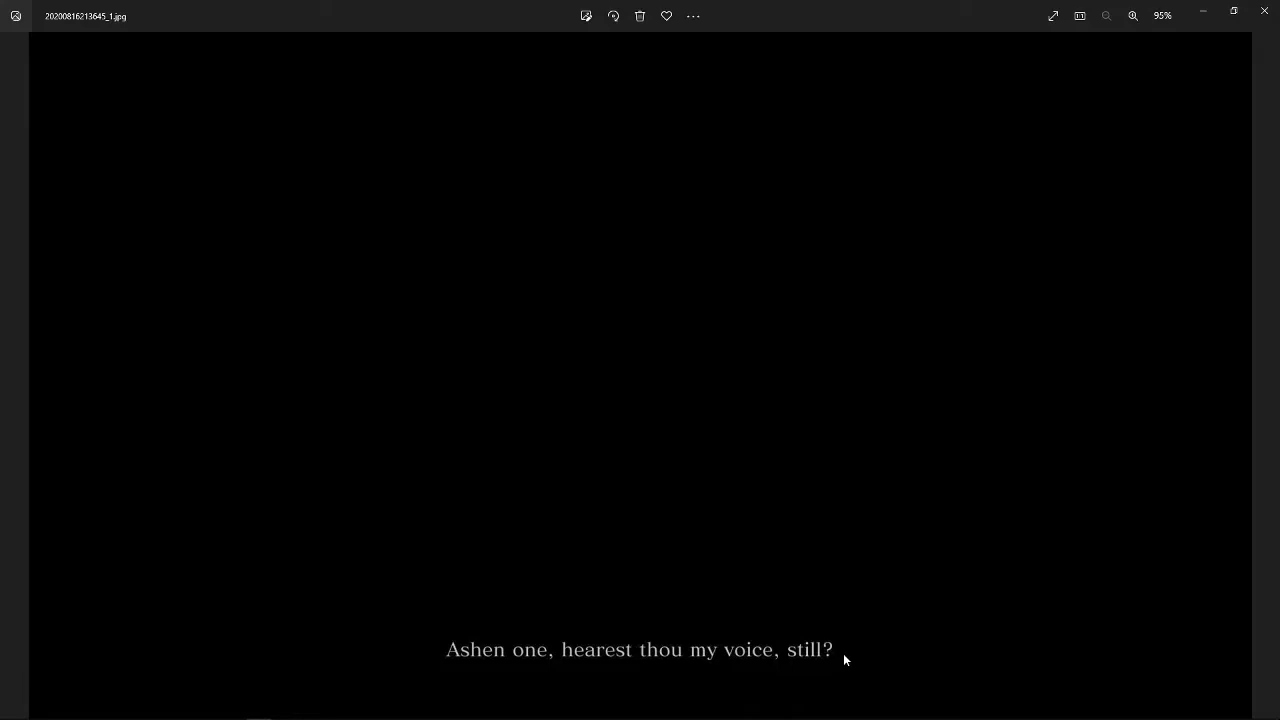 20200816213645_1.jpg
95%
Ashen one, hearest thou my voice, still?